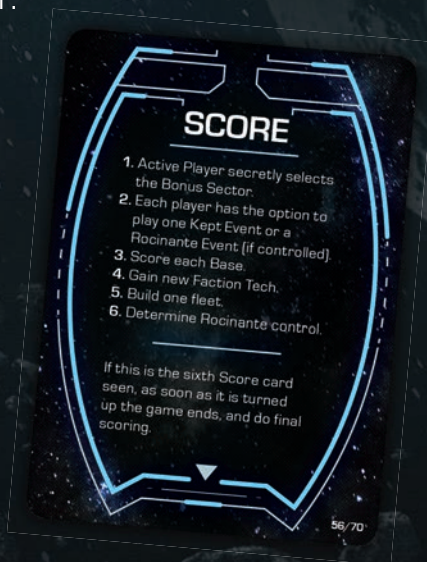 SCORE
1. Active Player secretly selects
the Bonus Sector.
2. Each player has the option to
play one Kept Event or a
Rocinante Event (if controlled).
3. Score each Base.
4. Gain new Faction Tech.
5. Build one fleet.
6. Determine Rocinante control.
If this is the sixth Score card
seen, as soon as it is turned
up the game ends, and do final
scoring.
56/70